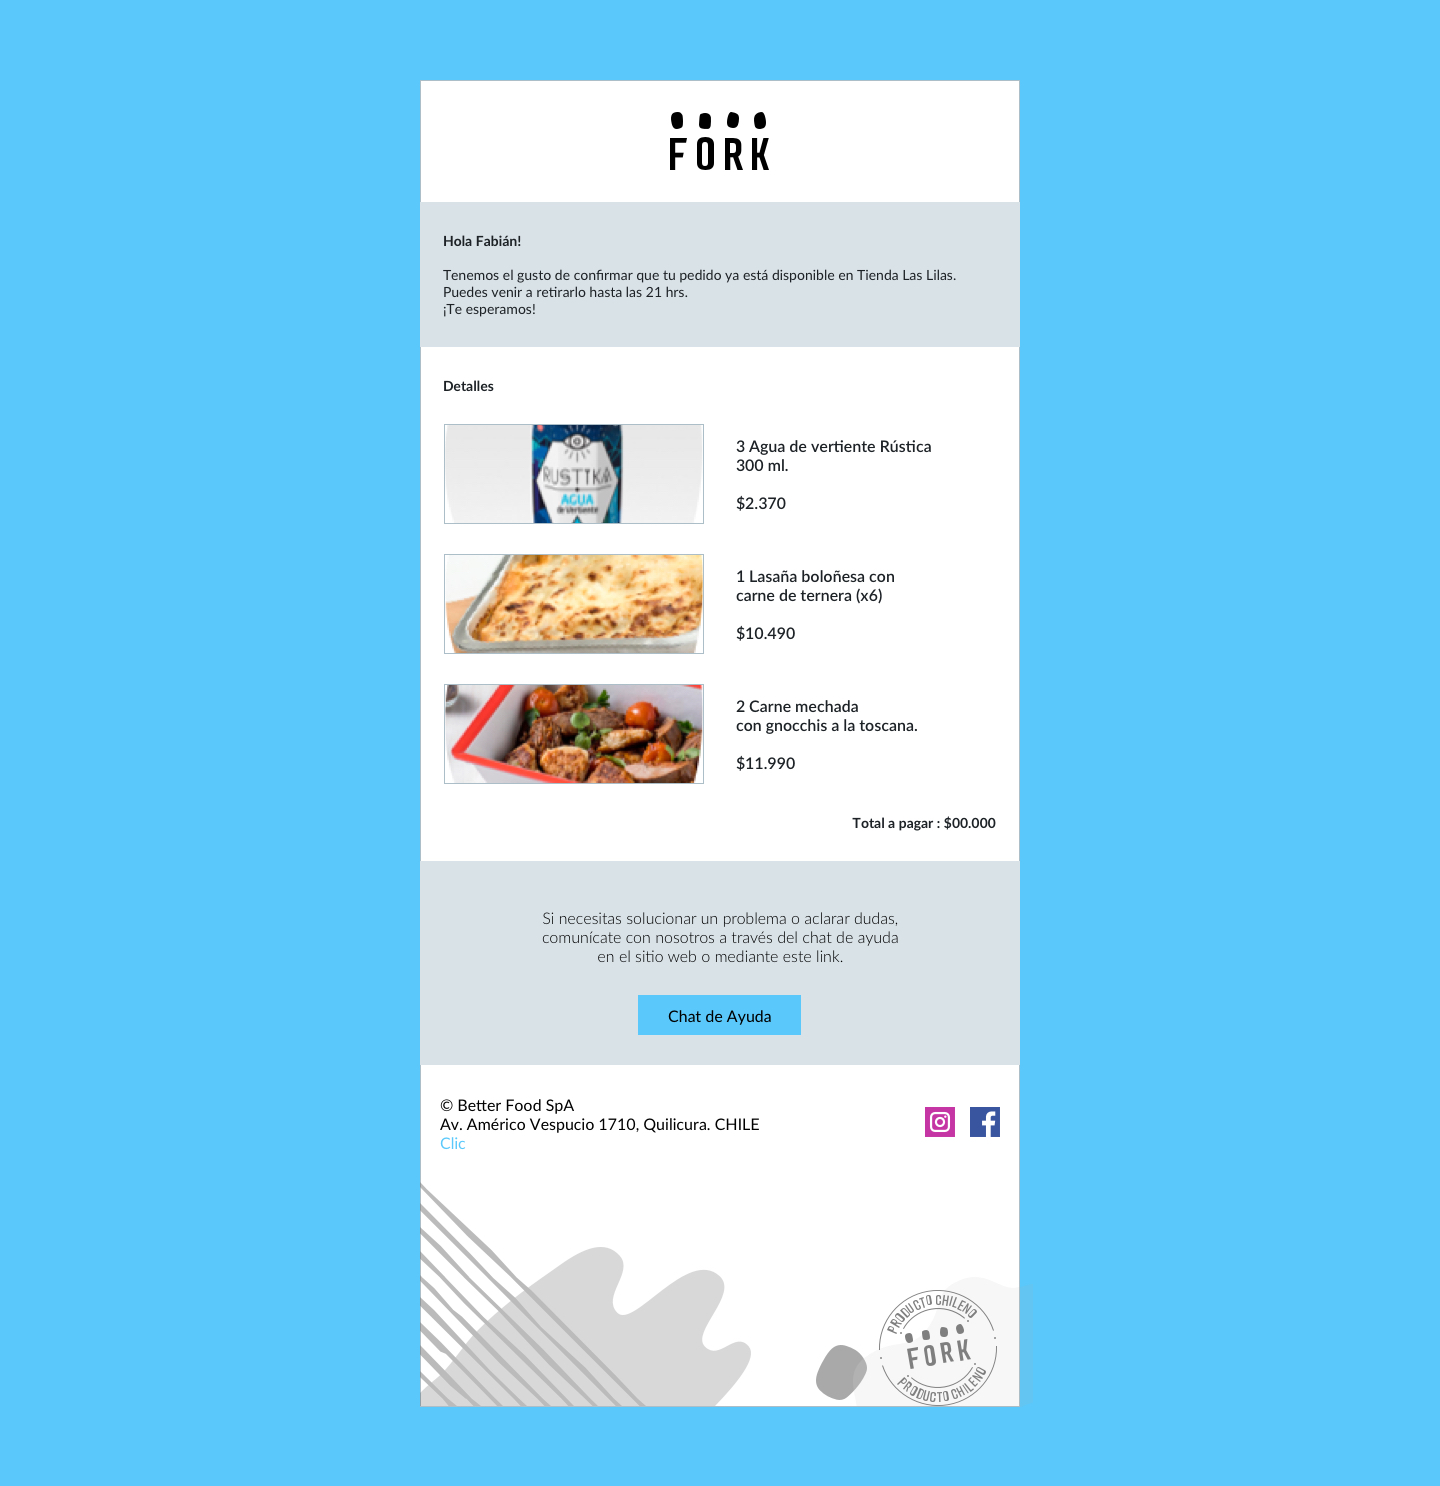 FORK
Hola Fabián!
Tenemos el gusto de confirmar que tu pedido ya está disponible en Tienda Las Lilas.
Puedes venir a retirarlo hasta las 21 hrs.
¡Te esperamos!
Detalles
RUSTIKA
AGUA
de Vertiente
3 Agua de vertiente Rústica
300 ml.
$2.370
1 Lasaña boloñesa con
carne de ternera (x6)
$10.490
2 Carne mechada
con gnocchis a la toscana.
$11.990
Total a pagar : $00.000
Si necesitas solucionar un problema o aclarar dudas,
comunícate con nosotros a través del chat de ayuda
en el sitio web o mediante este link.
Chat de Ayuda
© Better Food SpA
Av. Américo Vespucio 1710, Quilicura. CHILE
Clic
PRODUCTO CHILENO
FORK
PRODUCTO CHILENO